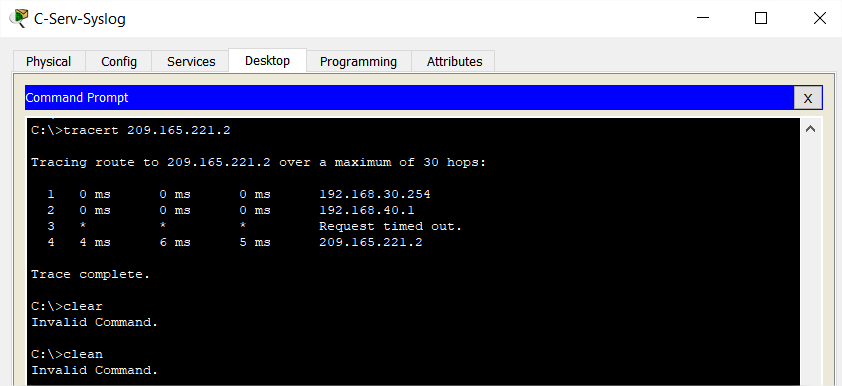 C-Serv-Syslog
Physical Config Services Desktop Programming Attributes
Command Prompt X
C:\>tracert 209.165.221.2
Tracing route to 209.165.221.2 over a maximum of 30 hops:
1 0 ms 0 ms 0 ms 192.168.30.254
2 0 ms 0 ms 0 ms 192.168.40.1
3 * * * Request timed out.
4 4 ms 6 ms 5 ms 209.165.221.2
Trace complete.
C:\>clear
Invalid Command.
C:\>clean
Invalid Command.